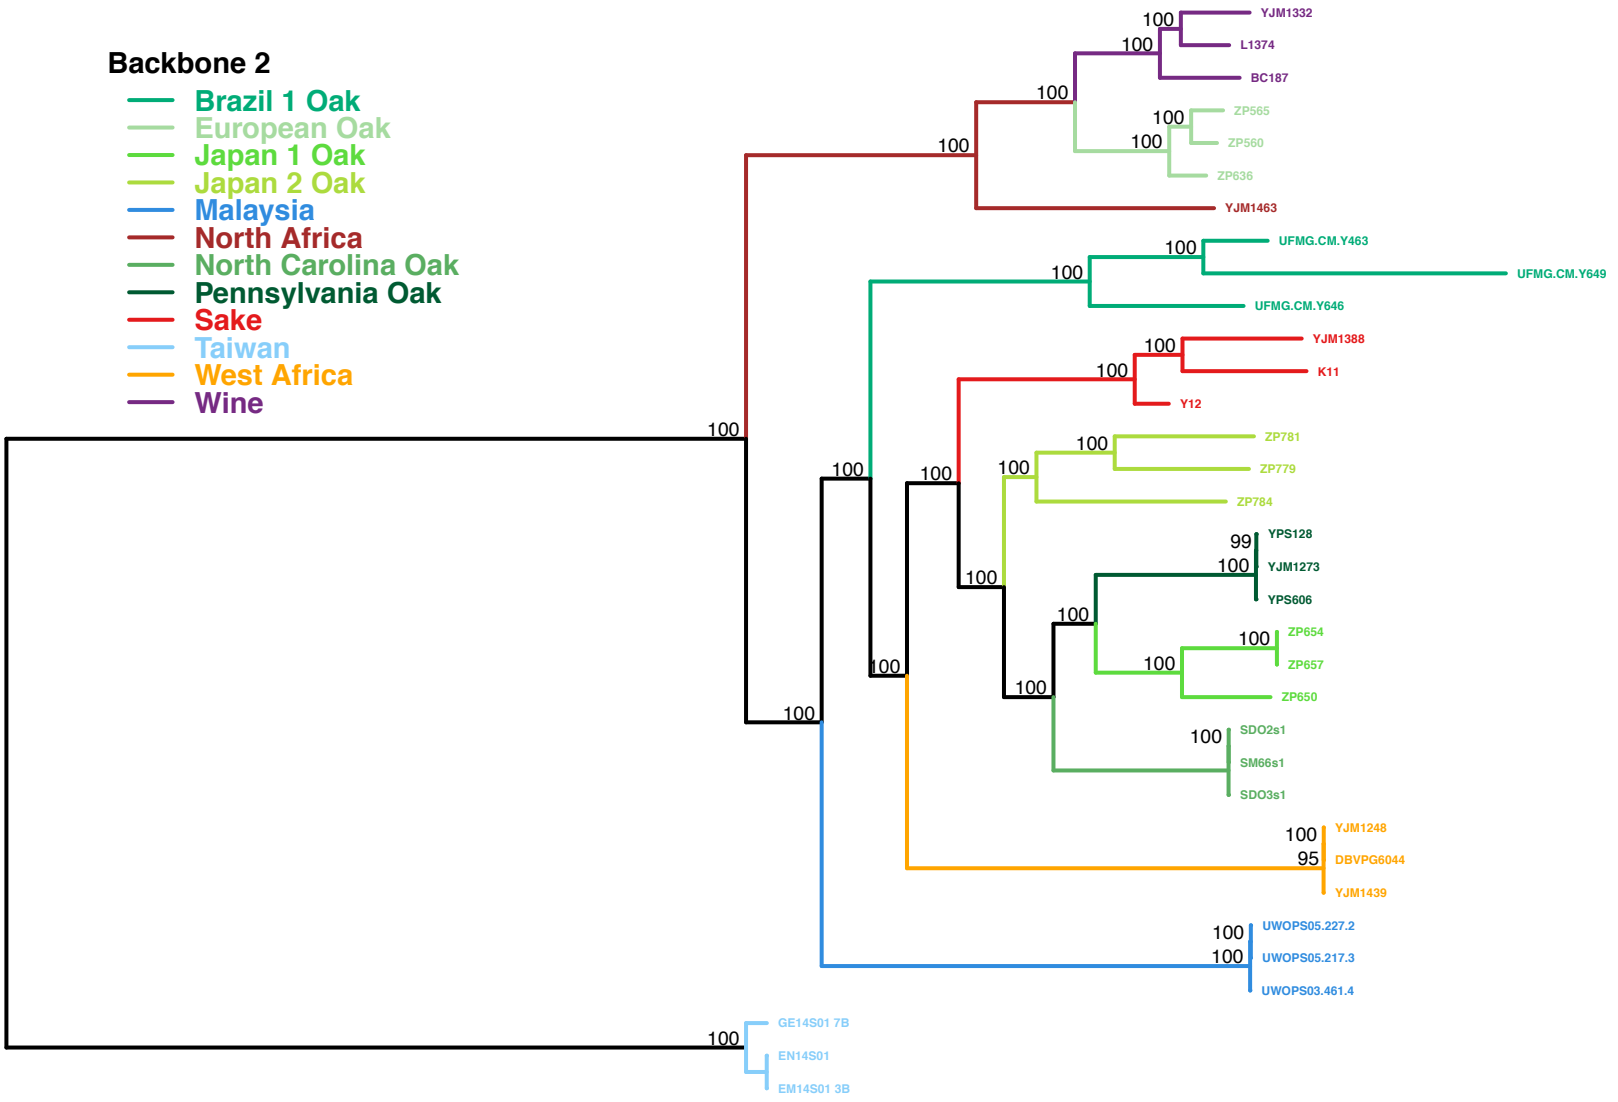 Backbone 2
Brazil 1 Oak
European Oak
Japan 1 Oak
Japan 2 Oak
Malaysia
North Africa
North Carolina Oak
Pennsylvania Oak
Sake
Taiwan
West Africa
Wine
YJM1332
100
L1374
100
BC187
100
ZP565
100
ZP560
100
ZP636
100
YJM1463
UFMG.CM.Y463
100
UFMG.CM.Y649
100
UFMG.CM.Y646
YJM1388
100
K11
100
Y12
100
ZP781
100
ZP779
100
100
100
ZP784
YPS128
99
YJM1273
100
100
YPS606
100
ZP654
100
ZP657
100
100
100
ZP650
100
SDO2s1
100
SM66s1
SDO3s1
YJM1248
100
DBVPG6044
95
YJM1439
UWOPS05.227.2
100
UWOPS05.217.3
100
UWOPS03.461.4
GE14S01 7B
100
EN14S01
EM14S01 3B